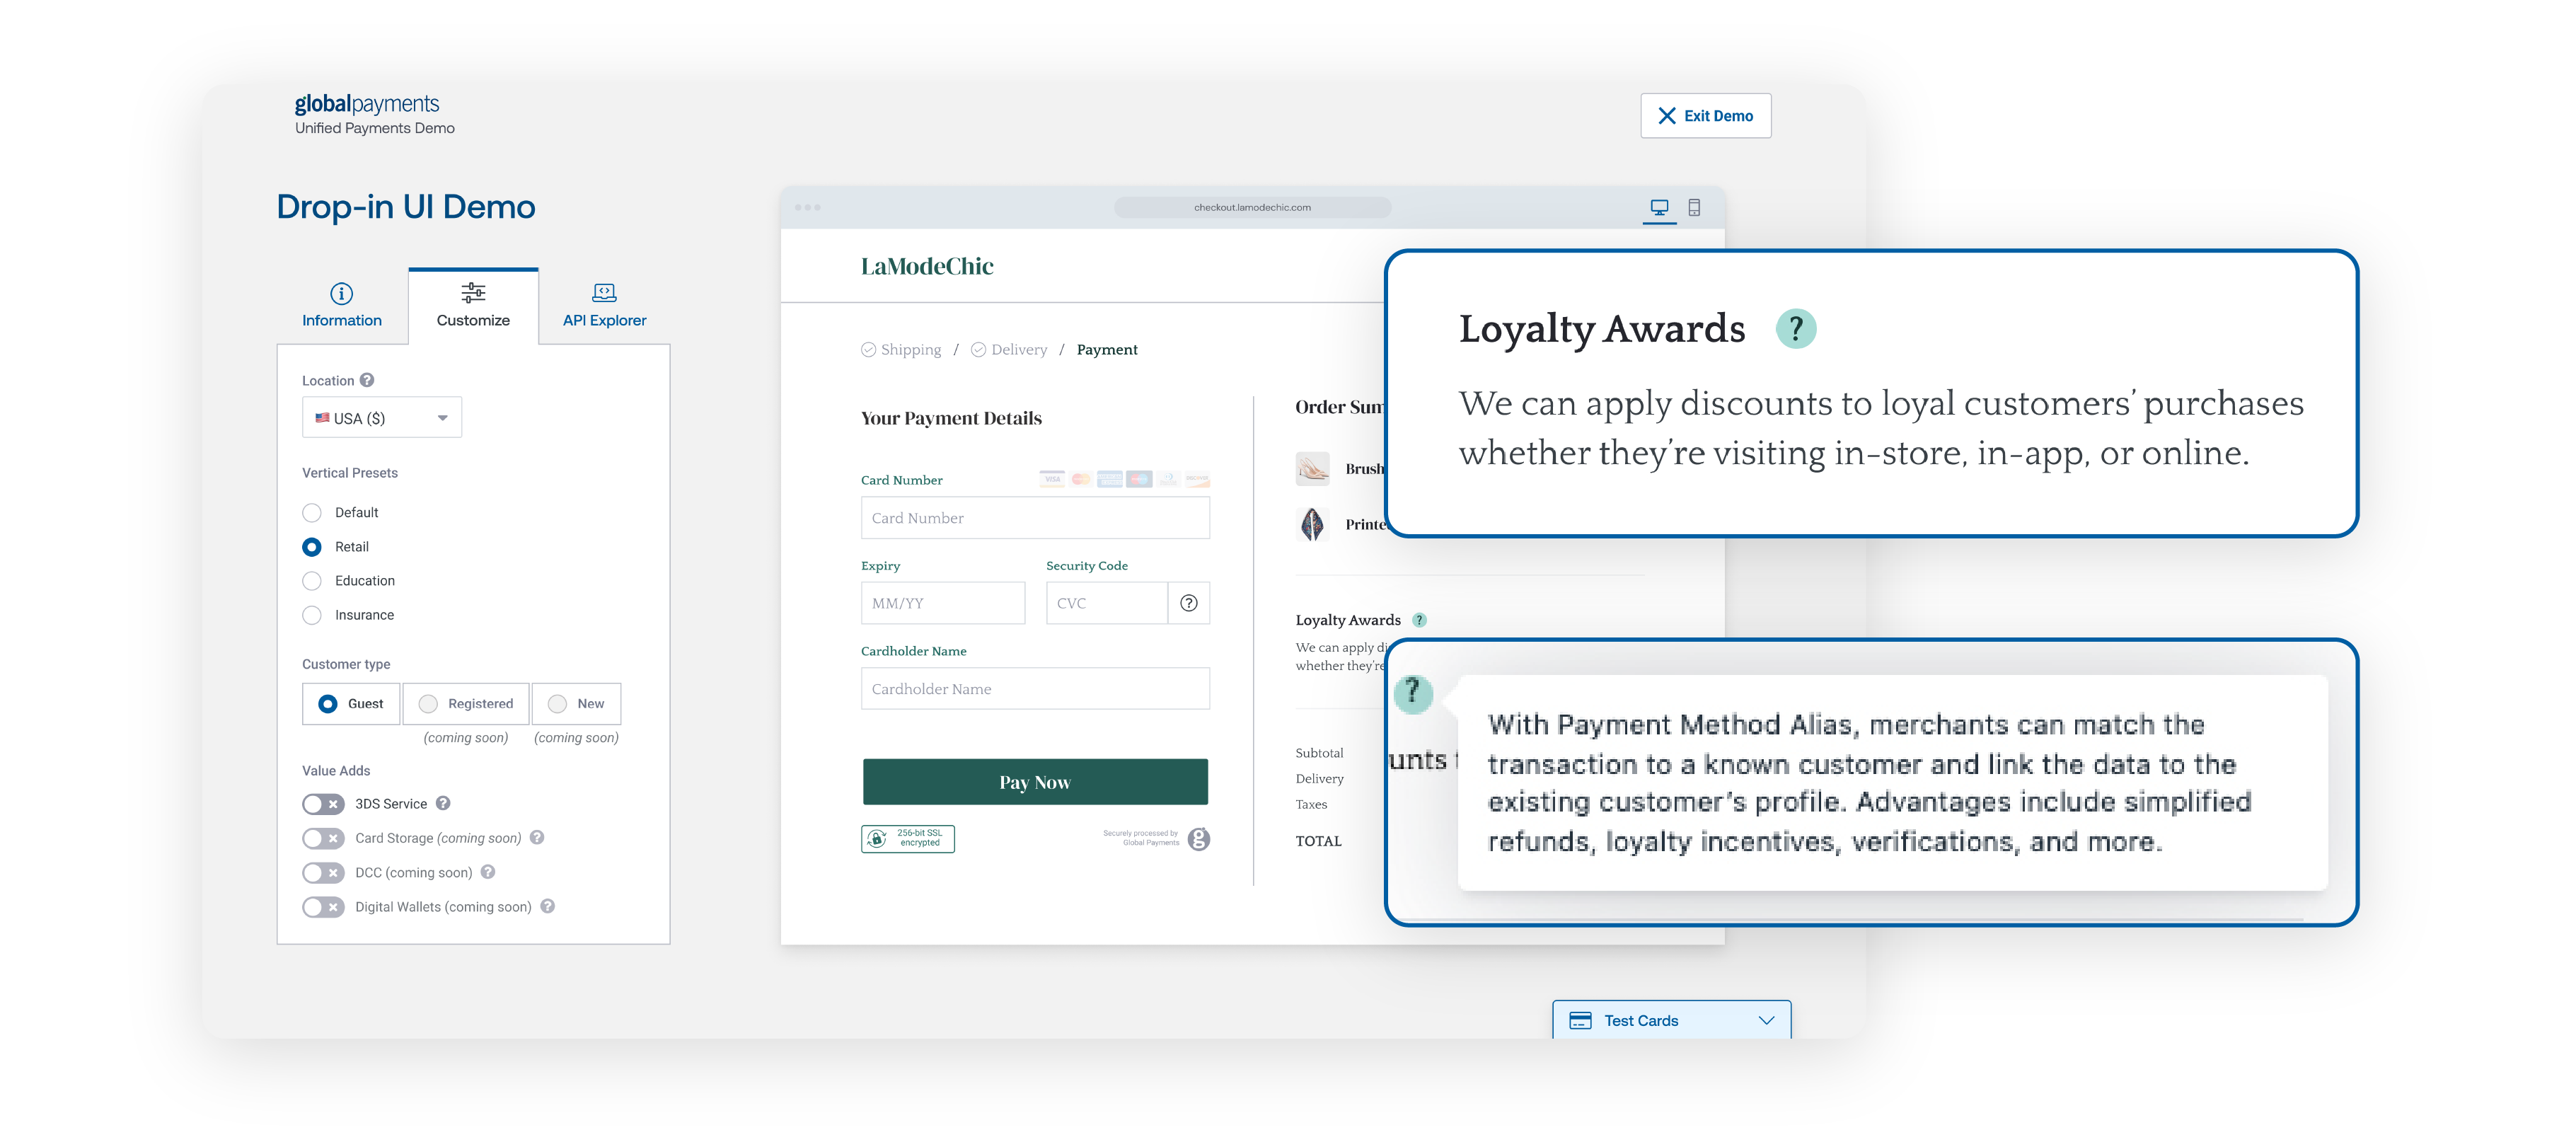 globalpayments
Unified Payments Demo
Exit Demo
Drop-in UI Demo
Information
Customize
API Explorer
Location ?
USA ($)
Vertical Presets
Default
Retail
Education
Insurance
Customer type
Guest
Registered
New
(coming soon) (coming soon)
Value Adds
3DS Service ?
Card Storage (coming soon) ?
DCC (coming soon) ?
Digital Wallets (coming soon) ?
checkout.lamodechic.com
LaModeChic
Shipping / Delivery / Payment
Your Payment Details
Card Number
VISA
Card Number
Expiry
Security Code
MM/YY
CVC
?
Cardholder Name
Cardholder Name
Pay Now
256-bit SSL
encrypted
Securely processed by
Global Payments
g
Order Sum
Brush
Printe
Loyalty Awards ?
We can apply di
whether they're
Subtotal
Delivery
Taxes
TOTAL
Loyalty Awards ?
We can apply discounts to loyal customers’ purchases
whether they’re visiting in-store, in-app, or online.
?
unts t
With Payment Method Alias, merchants can match the
transaction to a known customer and link the data to the
existing customer's profile. Advantages include simplified
refunds, loyalty incentives, verifications, and more.
Test Cards